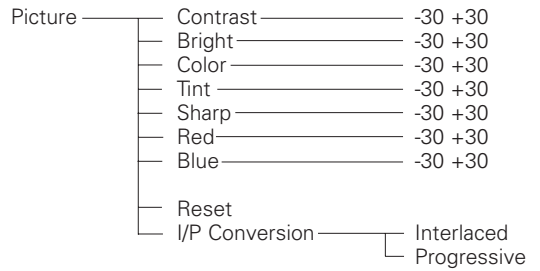 Picture Contrast -30 +30
Bright -30 +30
Color -30 +30
Tint -30 +30
Sharp -30 +30
Red -30 +30
Blue -30 +30
Reset
I/P Conversion Interlaced
Progressive